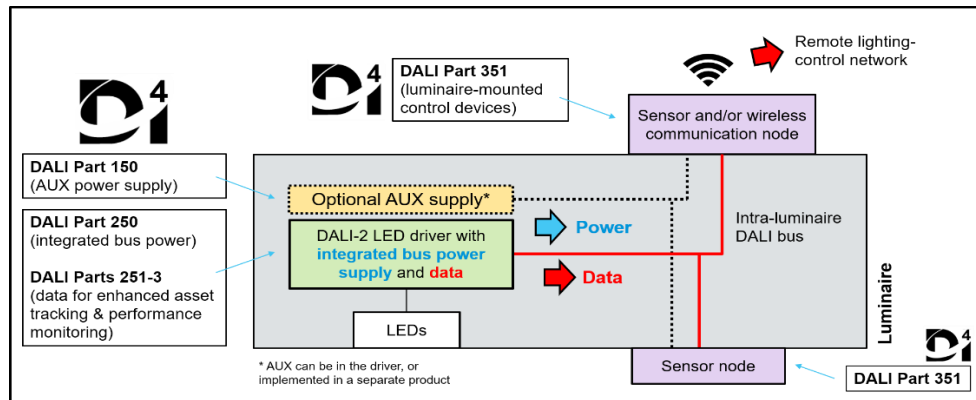 D4i
DALI Part 150
(AUX power supply)
DALI Part 250
(integrated bus power)
DALI Parts 251-3
(data for enhanced asset
tracking & performance
monitoring)
D4i
DALI Part 351
(luminaire-mounted
control devices)
Remote lighting-
control network
Sensor and/or wireless
communication node
Optional AUX supply*
DALI-2 LED driver with
integrated bus power
supply and data
Power
Data
Intra-luminaire
DALI bus
LEDs
Luminaire
* AUX can be in the driver, or
implemented in a separate product
Sensor node
D4i
DALI Part 351